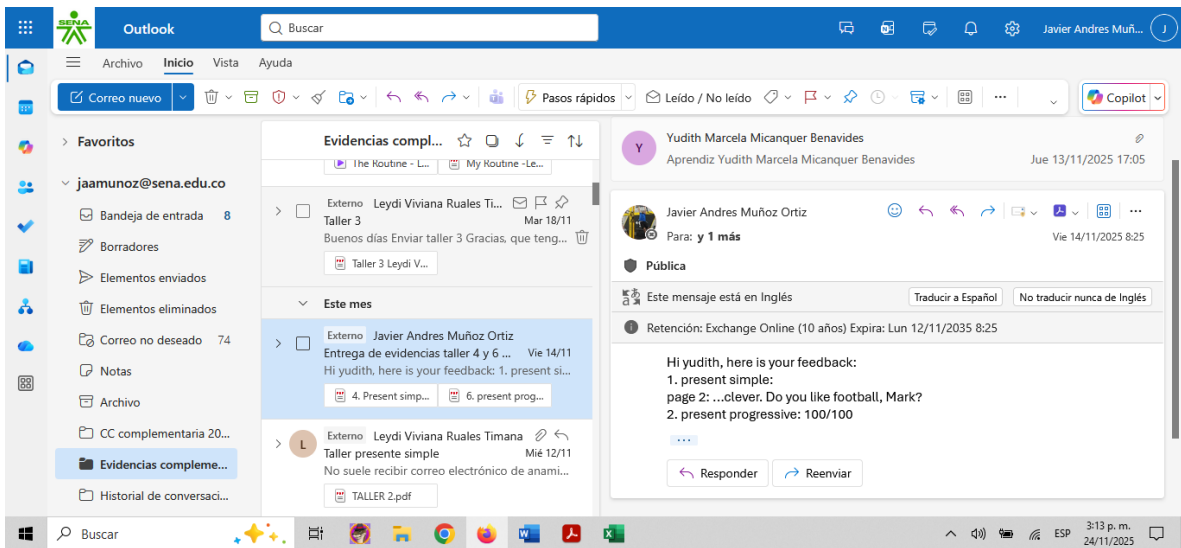 SENA
Outlook
Buscar
Javier Andres Muñ...
J
Archivo
Inicio
Vista
Ayuda
Correo nuevo
Pasos rápidos
Leído / No leído
...
Copilot
Favoritos
jaamunoz@sena.edu.co
Bandeja de entrada 8
Borradores
Elementos enviados
Elementos eliminados
Correo no deseado 74
Notas
Archivo
CC complementaria 20...
Evidencias compleme...
Historial de conversaci...
Evidencias compl...
The Routine - L...
My Routine -Le...
Externo Leydi Viviana Ruales Ti...
Taller 3 Mar 18/11
Buenos días Enviar taller 3 Gracias, que teng...
Taller 3 Leydi V...
Este mes
Externo Javier Andres Muñoz Ortiz
Entrega de evidencias taller 4 y 6 ... Vie 14/11
Hi yudith, here is your feedback: 1. present si...
4. Present simp...
6. present prog...
L
Externo Leydi Viviana Ruales Timana
Taller presente simple Mié 12/11
No suele recibir correo electrónico de anami...
TALLER 2.pdf
Y
Yudith Marcela Micanquer Benavides
Aprendiz Yudith Marcela Micanquer Benavides Jue 13/11/2025 17:05
Javier Andres Muñoz Ortiz
Para: y 1 más Vie 14/11/2025 8:25
Pública
Este mensaje está en Inglés
Traducir a Español
No traducir nunca de Inglés
Retención: Exchange Online (10 años) Expira: Lun 12/11/2035 8:25
Hi yudith, here is your feedback:
1. present simple:
page 2: ...clever. Do you like football, Mark?
2. present progressive: 100/100
...
Responder
Reenviar
Buscar
ESP
3:13 p. m.
24/11/2025